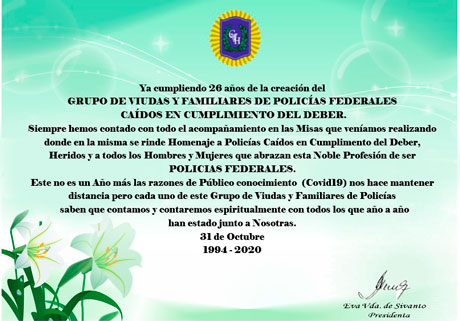 Ya cumpliendo 26 años de la creación del
GRUPO DE VIUDAS Y FAMILIARES DE POLICÍAS FEDERALES
CAÍDOS EN CUMPLIMIENTO DEL DEBER.
Siempre hemos contado con todo el acompañamiento en las Misas que veníamos realizando
donde en la misma se rinde Homenaje a Policías Caídos en Cumplimento del Deber,
Heridos y a todos los Hombres y Mujeres que abrazan esta Noble Profesión de ser
POLICIAS FEDERALES.
Este no es un Año más las razones de Público conocimiento (Covid19) nos hace mantener
distancia pero cada uno de este Grupo de Viudas y Familiares de Policías
saben que contamos y contaremos espiritualmente con todos los que año a año
han estado junto a Nosotras.
31 de Octubre
1994 - 2020
Eva Vda. de Sivanto
Presidenta